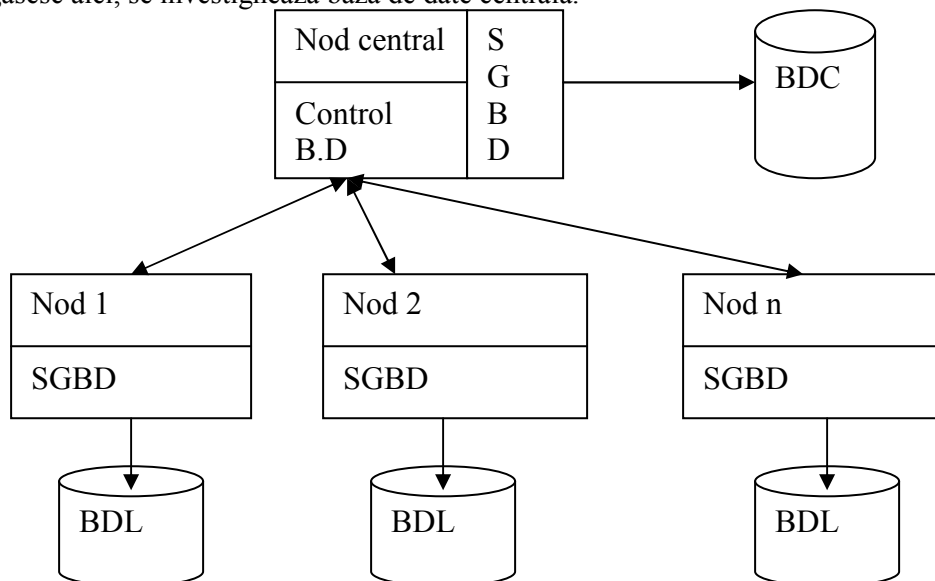 găsesc aici, se investighează baza de date centrală.
Nod central
S
G
B
D
Control
B.D
BDC
Nod 1
Nod 2
Nod n
SGBD
SGBD
SGBD
BDL
BDL
BDL